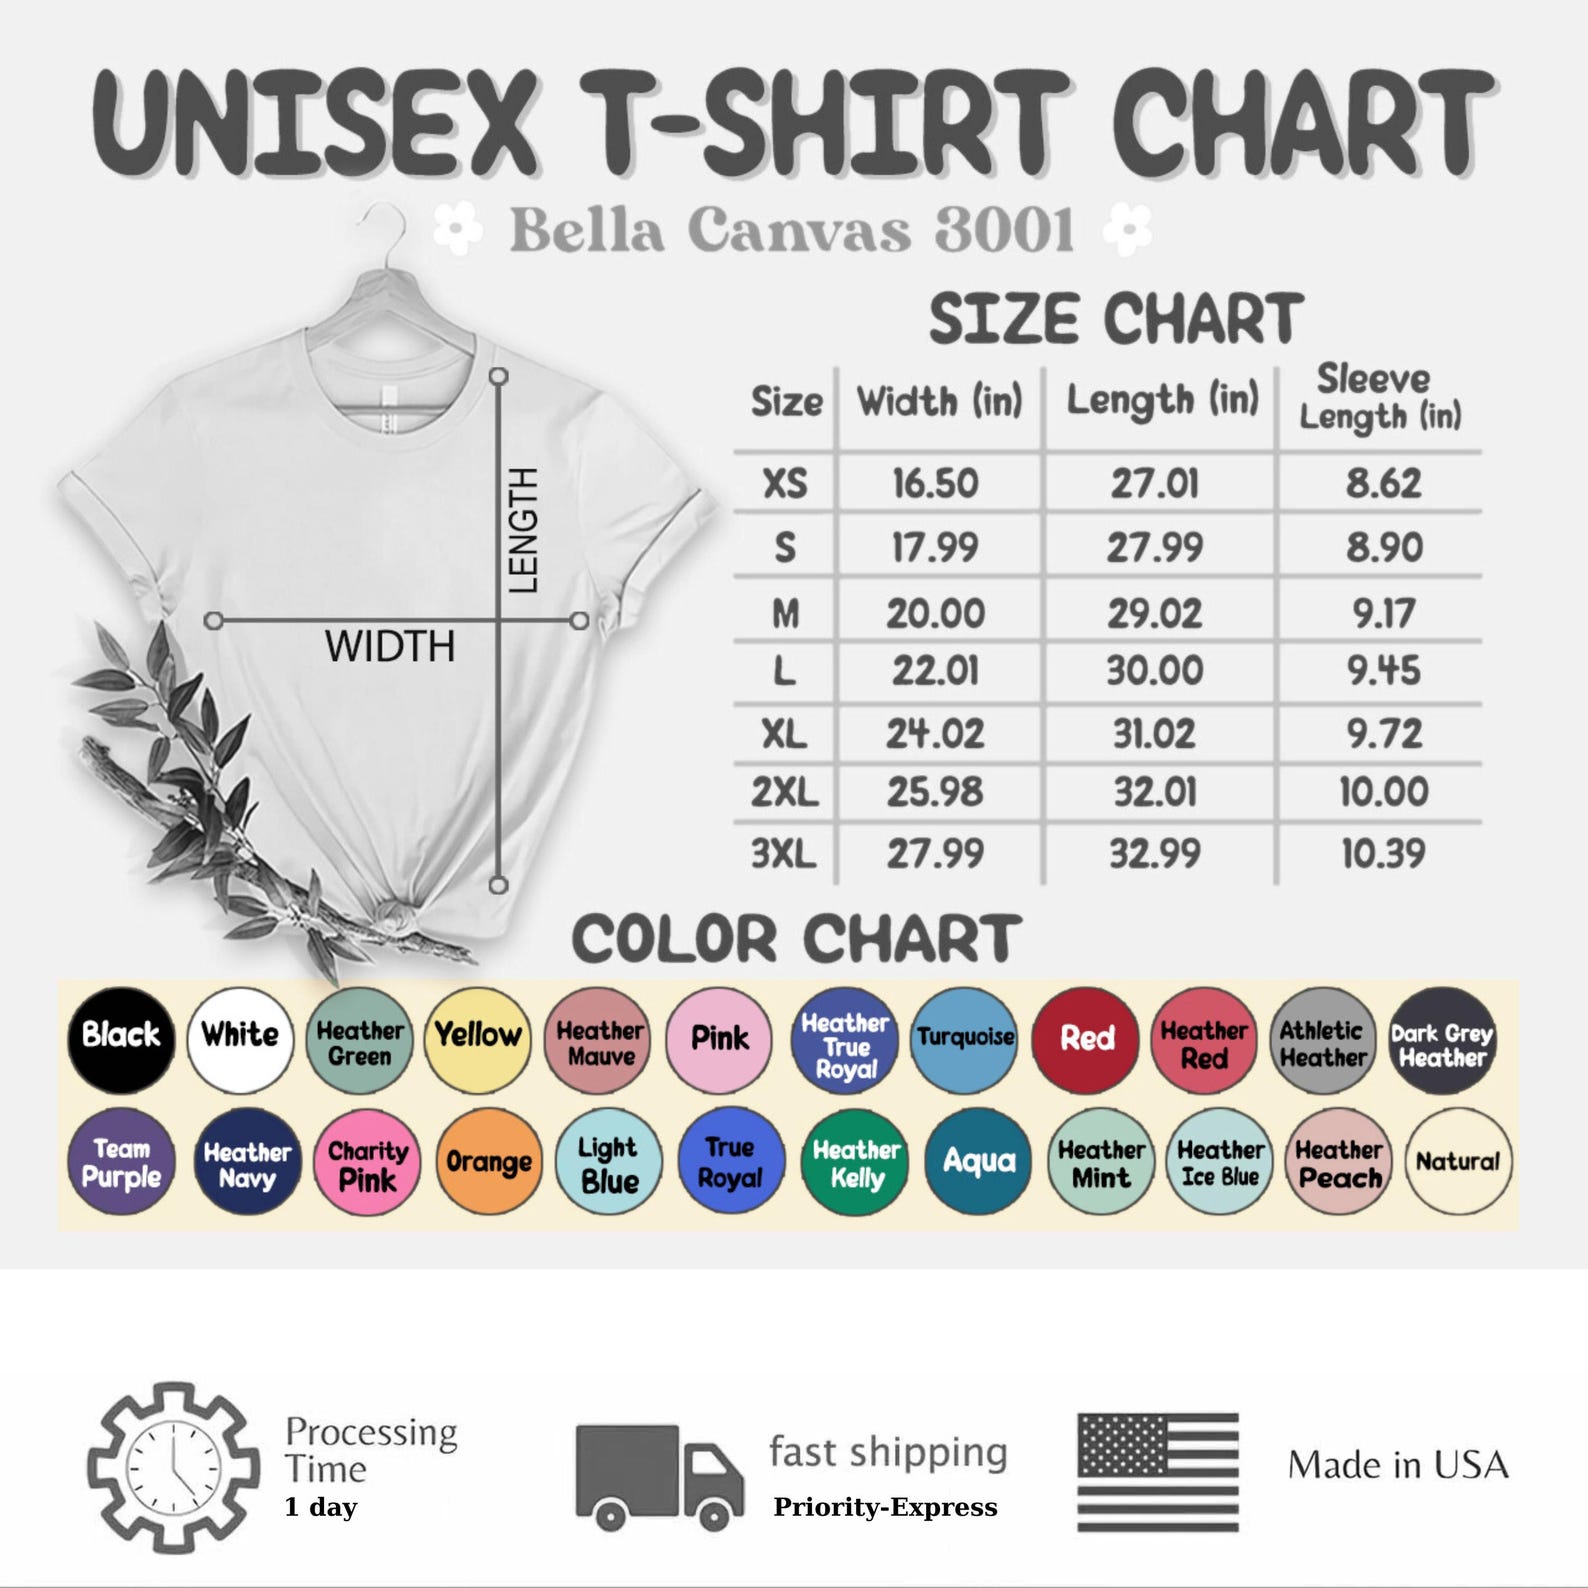 UNISEX T-SHIRT CHART
Bella Canvas 3001
SIZE CHART
Size Width (in) Length (in) Sleeve Length (in)
XS 16.50 27.01 8.62
S 17.99 27.99 8.90
M 20.00 29.02 9.17
L 22.01 30.00 9.45
XL 24.02 31.02 9.72
2XL 25.98 32.01 10.00
3XL 27.99 32.99 10.39
LENGTH
WIDTH
COLOR CHART
Black
White
Heather
Green
Yellow
Heather
Mauve
Pink
Heather
True
Royal
Turquoise
Red
Heather
Red
Athletic
Heather
Dark Grey
Heather
Team
Purple
Heather
Navy
Charity
Pink
Orange
Light
Blue
True
Royal
Heather
Kelly
Aqua
Heather
Mint
Heather
Ice Blue
Heather
Peach
Natural
Processing
Time
1 day
fast shipping
Priority-Express
Made in USA